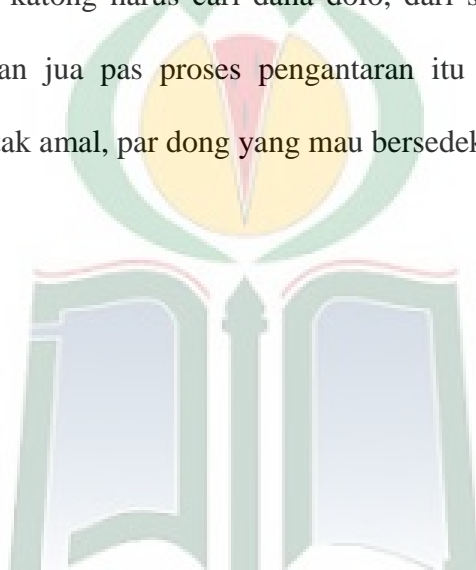 katong harus cari dana dolo, dari s
an jua pas proses pengantaran itu
ak amal, par dong yang mau bersedek